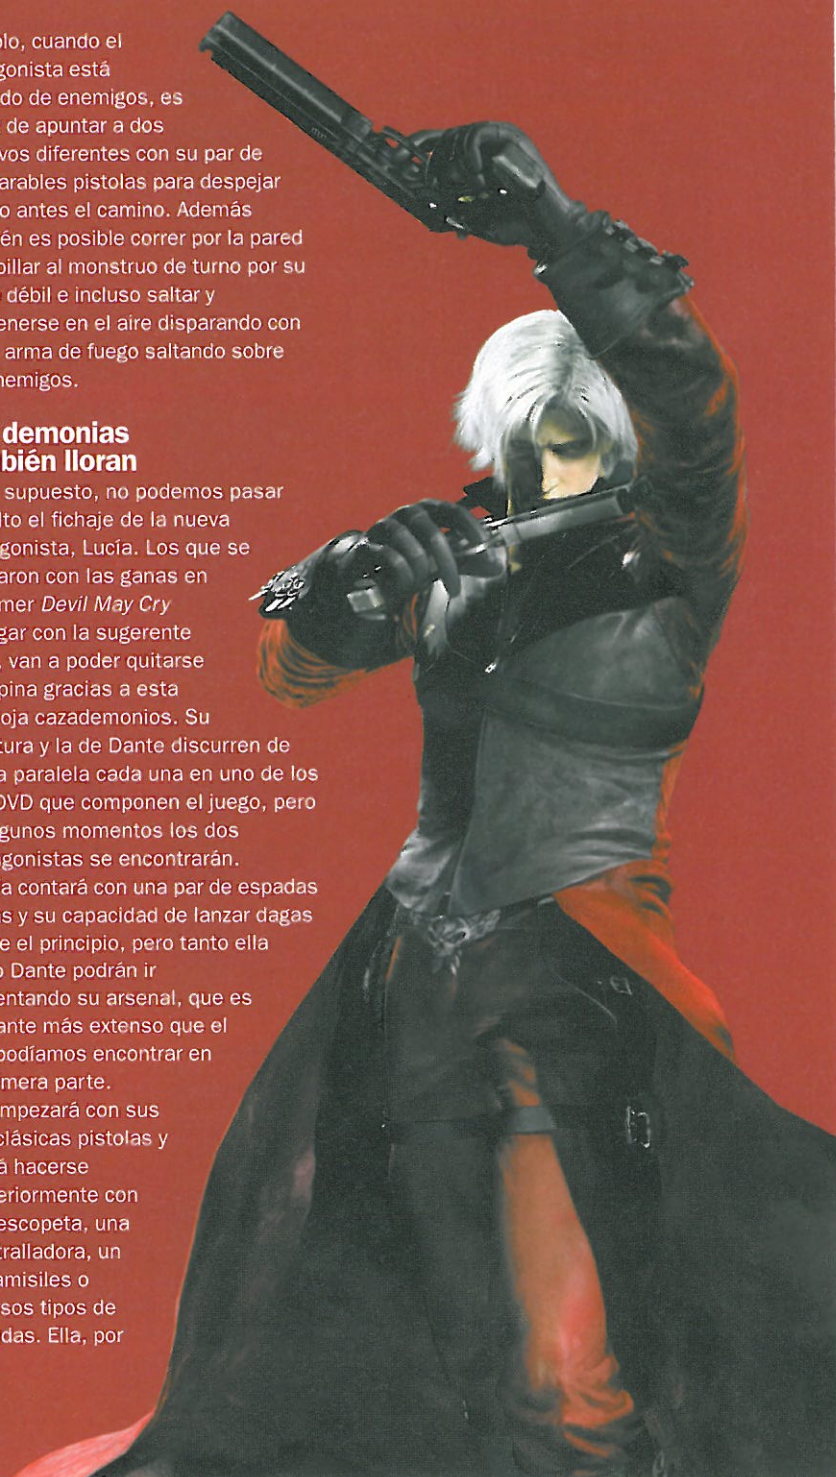 plo, cuando el
gonista está
do de enemigos, es
de apuntar a dos
vos diferentes con su par de
arables pistolas para despejar
o antes el camino. Además
én es posible correr por la pared
pillar al monstruo de turno por su
débil e incluso saltar y
enerse en el aire disparando con
arma de fuego saltando sobre
nemigos.
demonias
bién lloran
supuesto, no podemos pasar
lto el fichaje de la nueva
gonista, Lucía. Los que se
aron con las ganas en
mer Devil May Cry
gar con la sugerente
, van a poder quitarse
pina gracias a esta
oja cazademonios. Su
tura y la de Dante discurren de
a paralela cada una en uno de los
DVD que componen el juego, pero
gunos momentos los dos
gonistas se encontrarán.
a contará con una par de espadas
as y su capacidad de lanzar dagas
e el principio, pero tanto ella
o Dante podrán ir
entando su arsenal, que es
ante más extenso que el
podíamos encontrar en
mera parte.
mpezará con sus
clásicas pistolas y
á hacerse
eriormente con
escopeta, una
tralladora, un
amisiles o
sos tipos de
das. Ella, por